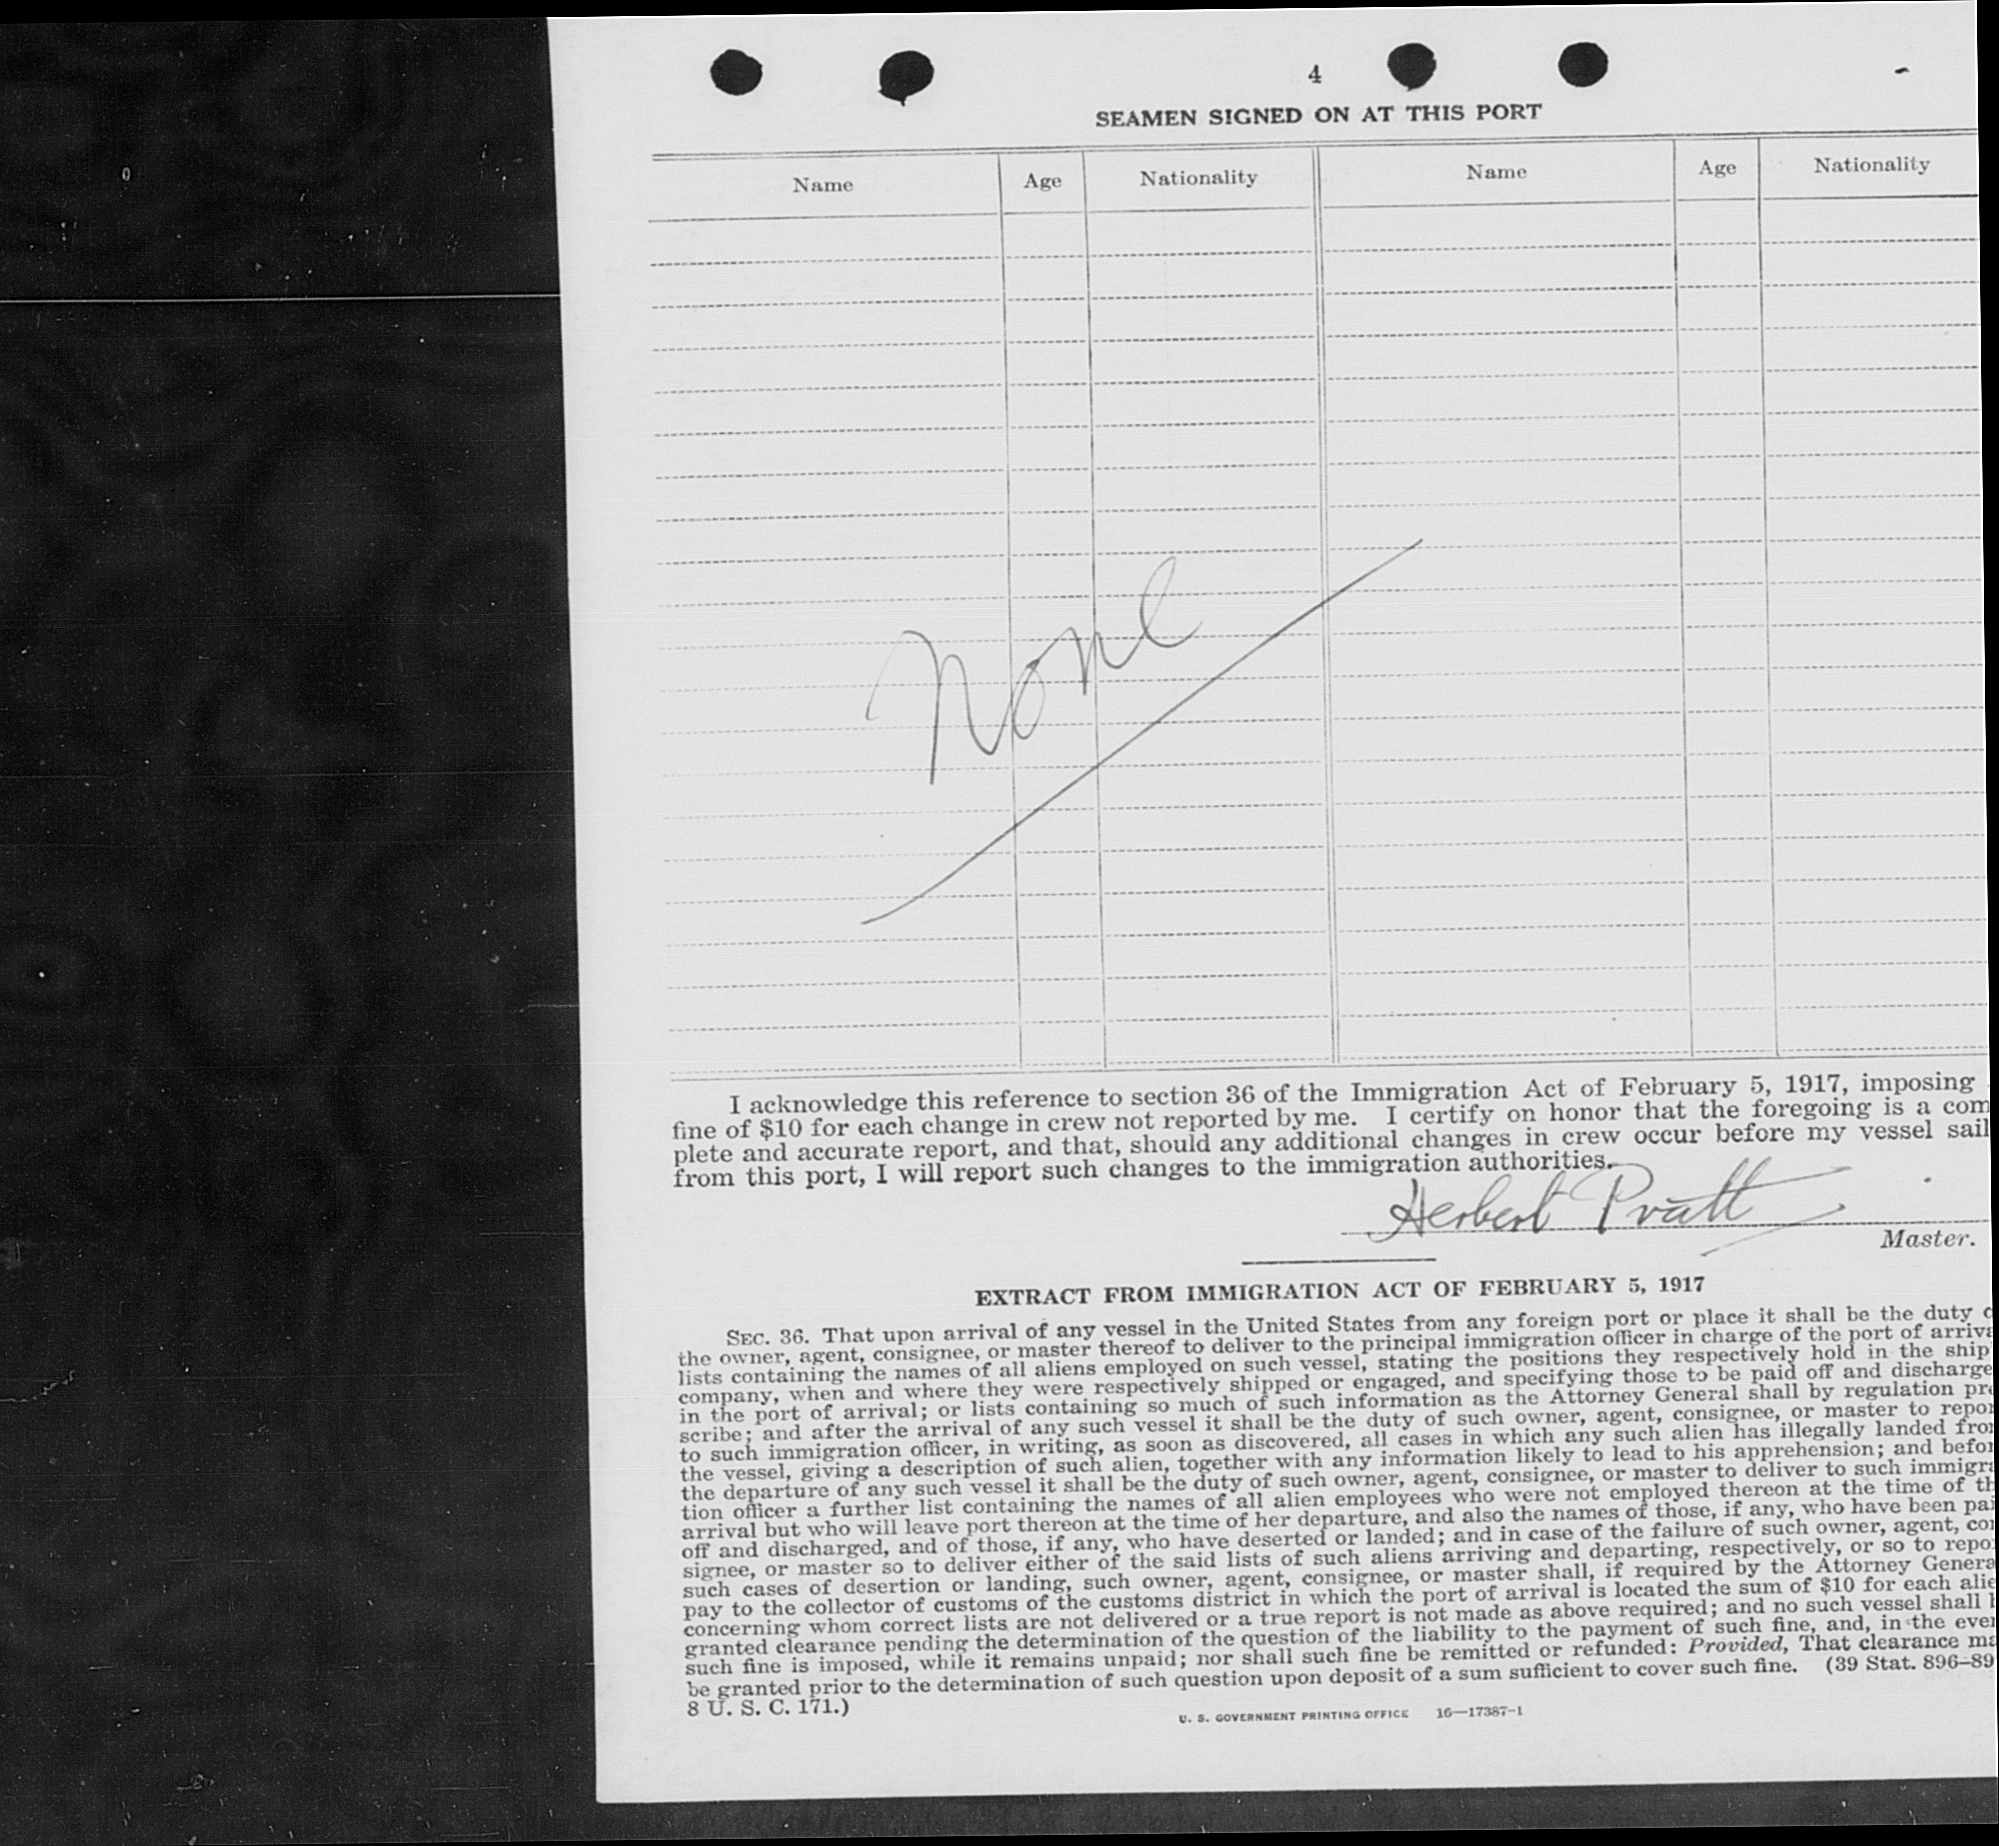 4
SEAMEN SIGNED ON AT THIS PORT
Name Age Nationality Name Age Nationality
None
I acknowledge this reference to section 36 of the Immigration Act of February 5, 1917, imposing
fine of $10 for each change in crew not reported by me. I certify on honor that the foregoing is a com
plete and accurate report, and that, should any additional changes in crew occur before my vessel sail
from this port, I will report such changes to the immigration authorities.
Herbert Pratt
Master.
EXTRACT FROM IMMIGRATION ACT OF FEBRUARY 5, 1917
SEC. 36. That upon arrival of any vessel in the United States from any foreign port or place it shall be the duty
the owner, agent, consignee, or master thereof to deliver to the principal immigration officer in charge of the port of arriva
lists containing the names of all aliens employed on such vessel, stating the positions they respectively hold in the ship'
company, when and where they were respectively shipped or engaged, and specifying those to be paid off and discharge
in the port of arrival; or lists containing so much of such information as the Attorney General shall by regulation pre
scribe; and after the arrival of any such vessel it shall be the duty of such owner, agent, consignee, or master to repor
to such immigration officer, in writing, as soon as discovered, all cases in which any such alien has illegally landed fro
the vessel, giving a description of such alien, together with any information likely to lead to his apprehension; and befor
the departure of any such vessel it shall be the duty of such owner, agent, consignee, or master to deliver to such immigra
tion officer a further list containing the names of all alien employees who were not employed thereon at the time of th
arrival but who will leave port thereon at the time of her departure, and also the names of those, if any, who have been pai
off and discharged, and of those, if any, who have deserted or landed; and in case of the failure of such owner, agent, con
signee, or master so to deliver either of the said lists of such aliens arriving and departing, respectively, or so to repo
such cases of desertion or landing, such owner, agent, consignee, or master shall, if required by the Attorney Genera
pay to the collector of customs of the customs district in which the port of arrival is located the sum of $10 for each alie
concerning whom correct lists are not delivered or a true report is not made as above required; and no such vessel shall b
granted clearance pending the determination of the question of the liability to the payment of such fine, and, in the even
such fine is imposed, while it remains unpaid; nor shall such fine be remitted or refunded: Provided, That clearance ma
be granted prior to the determination of such question upon deposit of a sum sufficient to cover such fine. (39 Stat. 896–89
8 U. S. C. 171.)
U. S. GOVERNMENT PRINTING OFFICE 16—17387-1